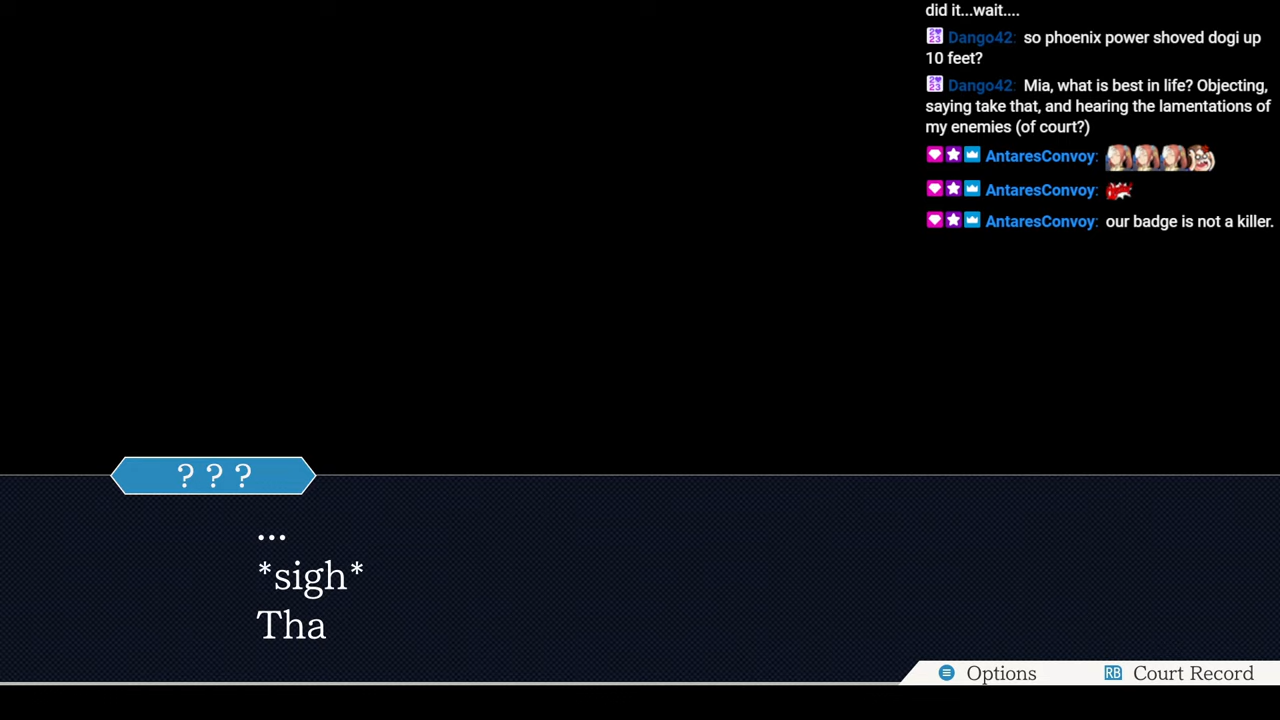 did it...wait....
Dango42: so phoenix power shoved dogi up
10 feet?
Dango42: Mia, what is best in life? Objecting,
saying take that, and hearing the lamentations of
my enemies (of court?)
AntaresConvoy:
AntaresConvoy:
AntaresConvoy: our badge is not a killer.
? ? ?
...
*sigh*
Tha
Options
RB Court Record